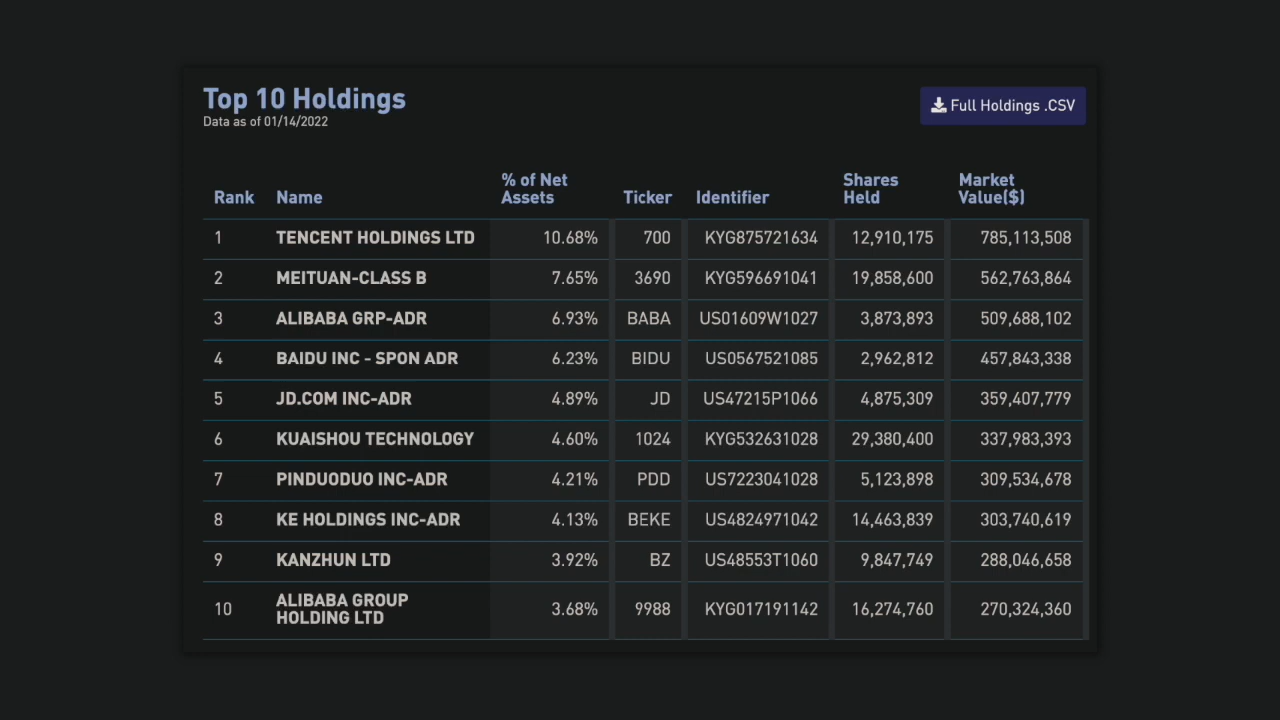 Top 10 Holdings
Data as of 01/14/2022
Full Holdings .CSV
Rank Name % of Net Assets Ticker Identifier Shares Held Market Value($)
1 TENCENT HOLDINGS LTD 10.68% 700 KYG875721634 12,910,175 785,113,508
2 MEITUAN-CLASS B 7.65% 3690 KYG596691041 19,858,600 562,763,864
3 ALIBABA GRP-ADR 6.93% BABA US01609W1027 3,873,893 509,688,102
4 BAIDU INC - SPON ADR 6.23% BIDU US0567521085 2,962,812 457,843,338
5 JD.COM INC-ADR 4.89% JD US47215P1066 4,875,309 359,407,779
6 KUAISHOU TECHNOLOGY 4.60% 1024 KYG532631028 29,380,400 337,983,393
7 PINDUODUO INC-ADR 4.21% PDD US7223041028 5,123,898 309,534,678
8 KE HOLDINGS INC-ADR 4.13% BEKE US4824971042 14,463,839 303,740,619
9 KANZHUN LTD 3.92% BZ US48553T1060 9,847,749 288,046,658
10 ALIBABA GROUP HOLDING LTD 3.68% 9988 KYG017191142 16,274,760 270,324,360